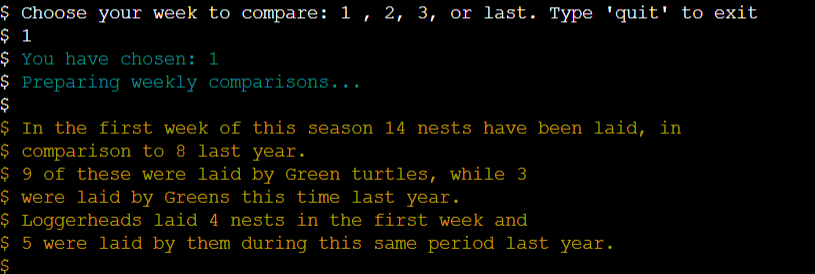 $ Choose your week to compare: 1 , 2, 3, or last. Type 'quit' to exit
$ 1
$ You have chosen: 1
$ Preparing weekly comparisons...
$
$ In the first week of this season 14 nests have been laid, in
$ comparison to 8 last year.
$ 9 of these were laid by Green turtles, while 3
$ were laid by Greens this time last year.
$ Loggerheads laid 4 nests in the first week and
$ 5 were laid by them during this same period last year.
$